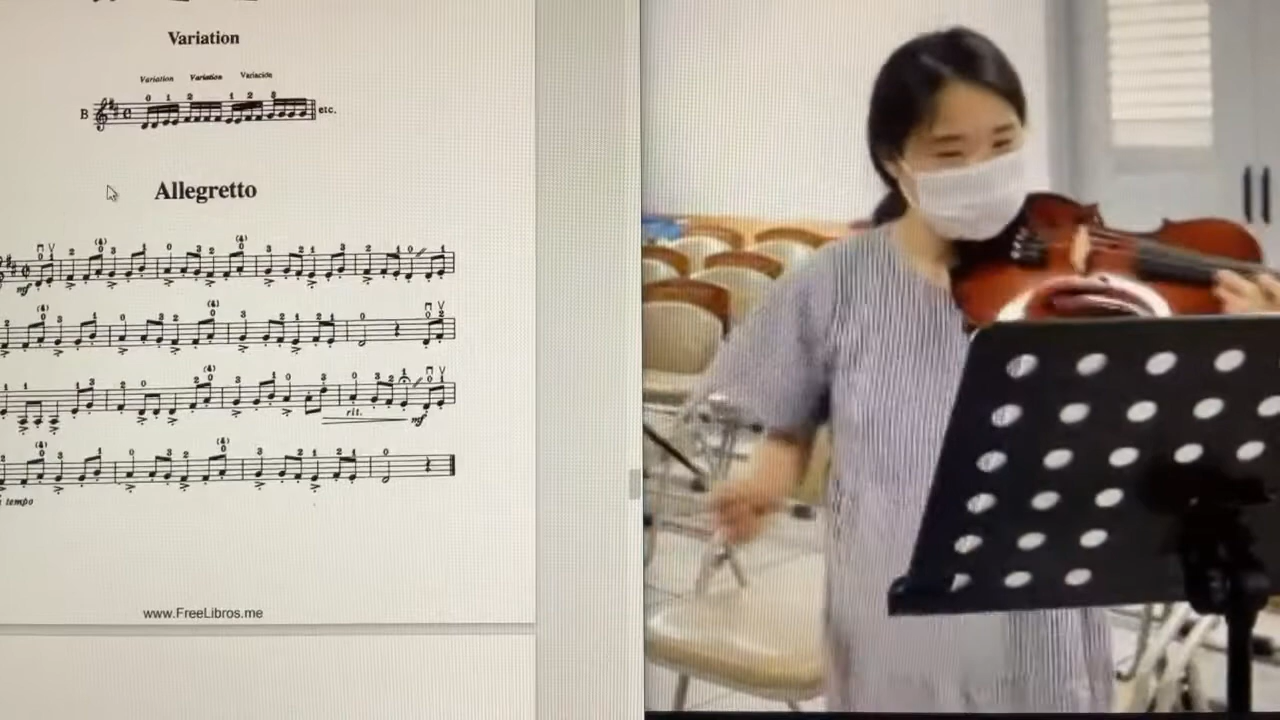 Variation
Variation Variation Variación
B etc.
Allegretto
mf
rit. mf
tempo
www.FreeLibros.me